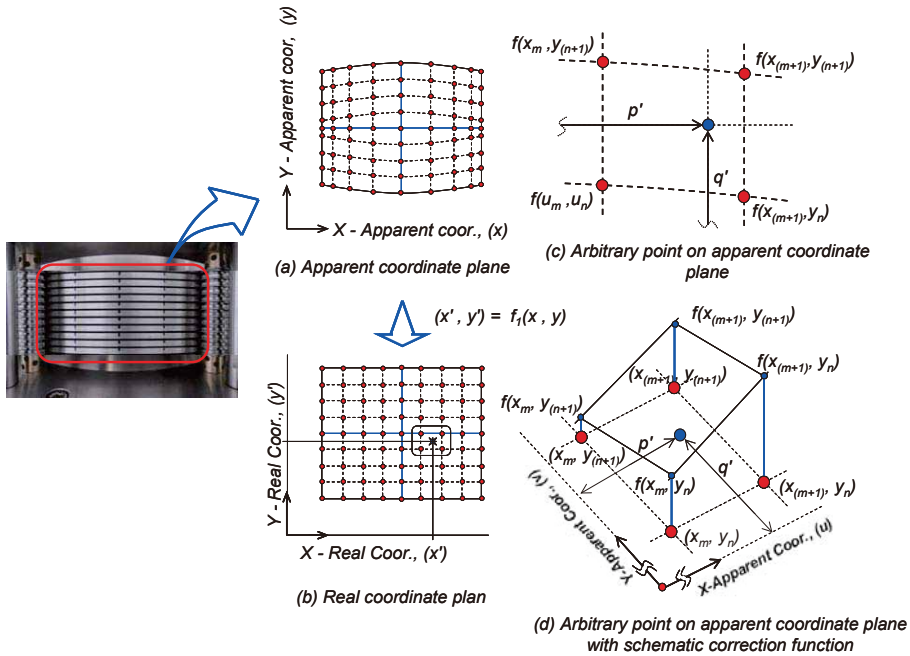 Y - Apparent coor, (y)
X - Apparent coor., (x)
(a) Apparent coordinate plane
(x' , y') = f₁(x , y)
Y - Real Coor., (y')
X - Real Coor., (x')
(b) Real coordinate plan
f(xₘ ,y₍ₙ₊₁₎)
f(x₍ₘ₊₁₎,y₍ₙ₊₁₎)
p'
q'
f(uₘ ,uₙ)
f(x₍ₘ₊₁₎,yₙ)
(c) Arbitrary point on apparent coordinate
plane
f(x₍ₘ₊₁₎, y₍ₙ₊₁₎)
f(x₍ₘ₊₁₎, yₙ)
(x₍ₘ₊₁₎, y₍ₙ₊₁₎)
f(xₘ, y₍ₙ₊₁₎)
p'
q'
(xₘ, y₍ₙ₊₁₎)
f(xₘ, yₙ)
(x₍ₘ₊₁₎, yₙ)
(xₘ, yₙ)
Y-Apparent Coor., (v)
X-Apparent Coor., (u)
(d) Arbitrary point on apparent coordinate plane
with schematic correction function